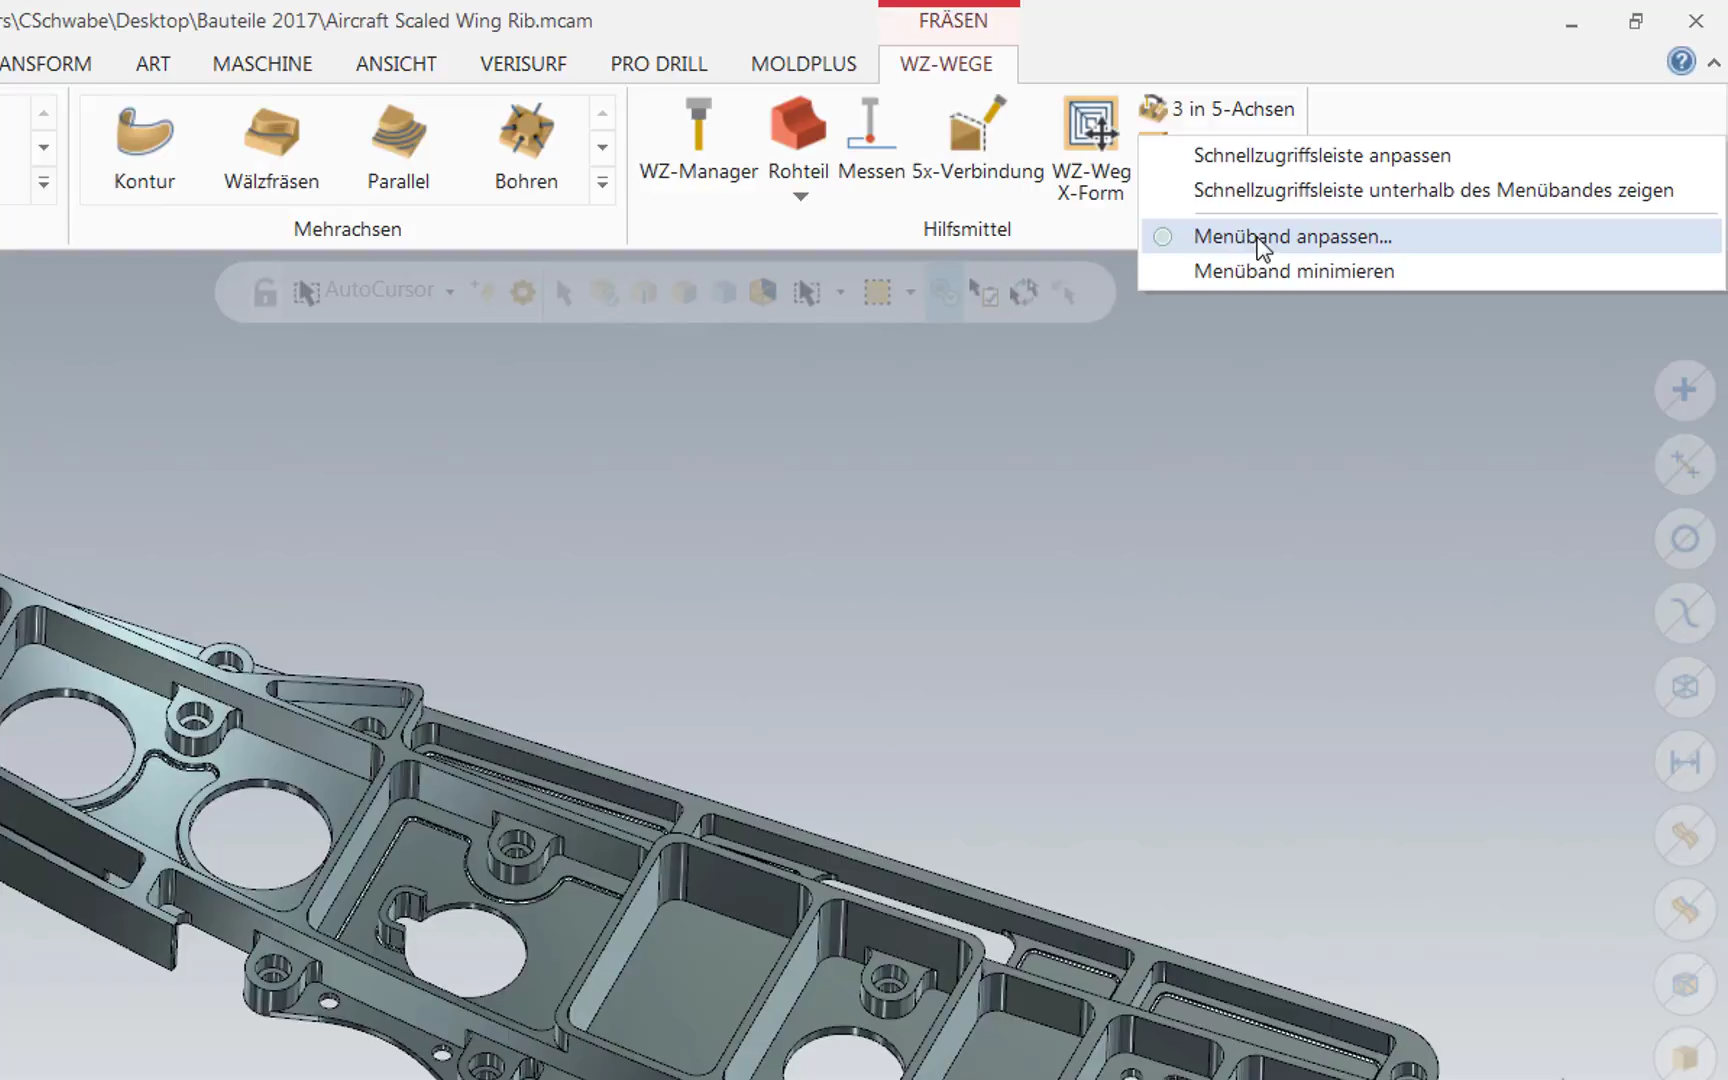 rs\CSchwabe\Desktop\Bauteile 2017\Aircraft Scaled Wing Rib.mcam
FRÄSEN
ANSFORM ART MASCHINE ANSICHT VERISURF PRO DRILL MOLDPLUS WZ-WEGE
Kontur Wälzfräsen Parallel Bohren
Mehrachsen
WZ-Manager Rohteil Messen 5x-Verbindung WZ-Weg X-Form
3 in 5-Achsen
Hilfsmittel
Schnellzugriffsleiste anpassen
Schnellzugriffsleiste unterhalb des Menübandes zeigen
Menüband anpassen...
Menüband minimieren
AutoCursor